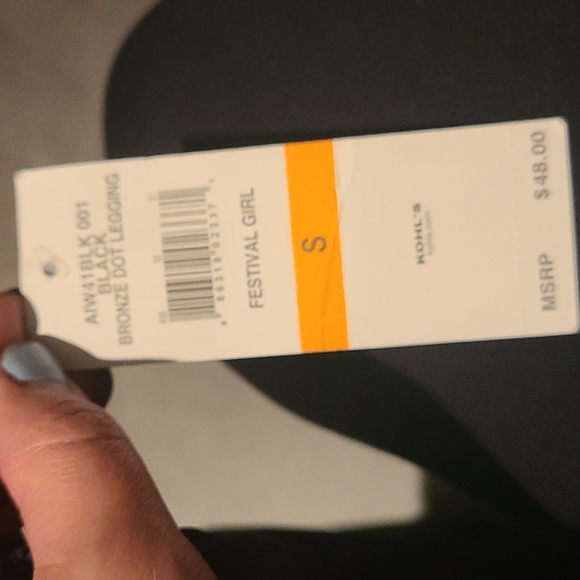 AIW41BLK 001
BLACK
BRONZE DOT LEGGING
FESTIVAL GIRL
S
KOHL'S
MSRP $48.00